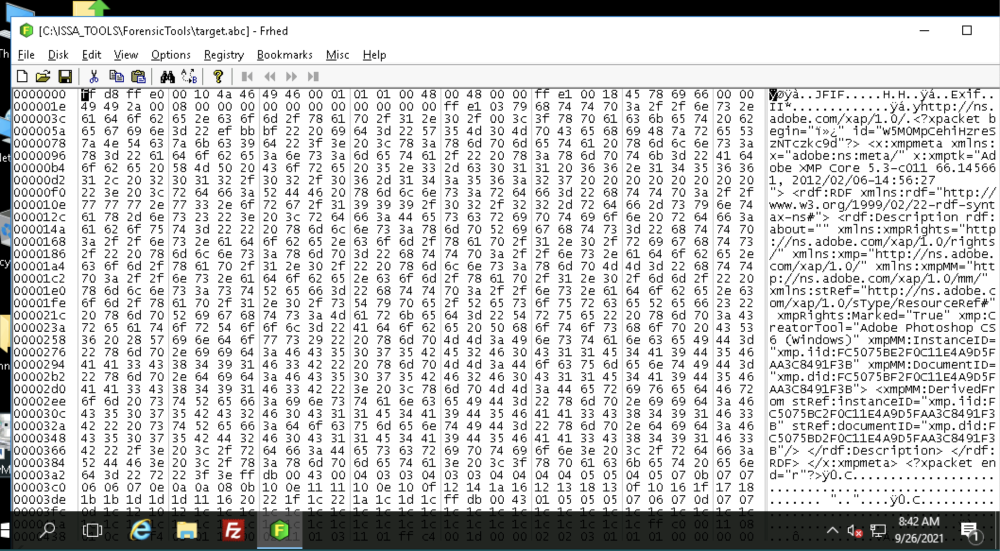 [C:\ISSA_TOOLS\ForensicTools\target.abc] - Frhed
File Disk Edit View Options Registry Bookmarks Misc Help
0000000 ff d8 ff e0 00 10 4a 46 49 46 00 01 01 01 00 48 00 48 00 00 ff e1 00 18 45 78 69 66 00 00 ÿØÿà..JFIF.....H.H..ÿá..Exif..
000001e 49 49 2a 00 08 00 00 00 00 00 00 00 00 00 00 00 ff e1 03 79 68 74 74 70 3a 2f 2f 6e 73 2e II*.............ÿá.yhttp://ns.
000003c 61 64 6f 62 65 2e 63 6f 6d 2f 78 61 70 2f 31 2e 30 2f 00 3c 3f 78 70 61 63 6b 65 74 20 62 adobe.com/xap/1.0/.<?xpacket b
000005a 65 67 69 6e 3d 22 ef bb bf 22 20 69 64 3d 22 57 35 4d 30 4d 70 43 65 68 69 48 7a 72 65 53 egin="ï»¿" id="W5M0MpCehiHzreS
0000078 7a 4e 54 63 7a 6b 63 39 64 22 3f 3e 20 3c 78 3a 78 6d 70 6d 65 74 61 20 78 6d 6c 6e 73 3a zNTczkc9d"?> <x:xmpmeta xmlns:
0000096 78 3d 22 61 64 6f 62 65 3a 6e 73 3a 6d 65 74 61 2f 22 20 78 3a 78 6d 70 74 6b 3d 22 41 64 x="adobe:ns:meta/" x:xmptk="Ad
00000b4 6f 62 65 20 58 4d 50 20 43 6f 72 65 20 35 2e 33 2d 63 30 31 31 20 36 36 2e 31 34 35 36 36 obe XMP Core 5.3-c011 66.14566
00000d2 31 2c 20 32 30 31 32 2f 30 32 2f 30 36 2d 31 34 3a 35 36 3a 32 37 20 20 20 20 20 20 20 20 1, 2012/02/06-14:56:27
00000f0 22 3e 20 3c 72 64 66 3a 52 44 46 20 78 6d 6c 6e 73 3a 72 64 66 3d 22 68 74 74 70 3a 2f 2f "> <rdf:RDF xmlns:rdf="http://
000010e 77 77 77 2e 77 33 2e 6f 72 67 2f 31 39 39 39 2f 30 32 2f 32 32 2d 72 64 66 2d 73 79 6e 74 www.w3.org/1999/02/22-rdf-synt
000012c 61 78 2d 6e 73 23 22 3e 20 3c 72 64 66 3a 44 65 73 63 72 69 70 74 69 6f 6e 20 72 64 66 3a ax-ns#"> <rdf:Description rdf:
000014a 61 62 6f 75 74 3d 22 22 20 78 6d 6c 6e 73 3a 78 6d 70 52 69 67 68 74 73 3d 22 68 74 74 70 about="" xmlns:xmpRights="http
0000168 3a 2f 2f 6e 73 2e 61 64 6f 62 65 2e 63 6f 6d 2f 78 61 70 2f 31 2e 30 2f 72 69 67 68 74 73 ://ns.adobe.com/xap/1.0/rights
0000186 2f 22 20 78 6d 6c 6e 73 3a 78 6d 70 3d 22 68 74 74 70 3a 2f 2f 6e 73 2e 61 64 6f 62 65 2e /" xmlns:xmp="http://ns.adobe.
00001a4 63 6f 6d 2f 78 61 70 2f 31 2e 30 2f 22 20 78 6d 6c 6e 73 3a 78 6d 70 4d 4d 3d 22 68 74 74 com/xap/1.0/" xmlns:xmpMM="htt
00001c2 70 3a 2f 2f 6e 73 2e 61 64 6f 62 65 2e 63 6f 6d 2f 78 61 70 2f 31 2e 30 2f 6d 6d 2f 22 20 p://ns.adobe.com/xap/1.0/mm/"
00001e0 78 6d 6c 6e 73 3a 73 74 52 65 66 3d 22 68 74 74 70 3a 2f 2f 6e 73 2e 61 64 6f 62 65 2e 63 xmlns:stRef="http://ns.adobe.c
00001fe 6f 6d 2f 78 61 70 2f 31 2e 30 2f 73 54 79 70 65 2f 52 65 73 6f 75 72 63 65 52 65 66 23 22 om/xap/1.0/sType/ResourceRef#"
000021c 20 78 6d 70 52 69 67 68 74 73 3a 4d 61 72 6b 65 64 3d 22 54 72 75 65 22 20 78 6d 70 3a 43 xmpRights:Marked="True" xmp:C
000023a 72 65 61 74 6f 72 54 6f 6f 6c 3d 22 41 64 6f 62 65 20 50 68 6f 74 6f 73 68 6f 70 20 43 53 reatorTool="Adobe Photoshop CS
0000258 36 20 28 57 69 6e 64 6f 77 73 29 22 20 78 6d 70 4d 4d 3a 49 6e 73 74 61 6e 63 65 49 44 3d 6 (Windows)" xmpMM:InstanceID=
0000276 22 78 6d 70 2e 69 69 64 3a 46 43 35 30 37 35 42 45 32 46 30 43 31 31 45 34 41 39 44 35 46 "xmp.iid:FC5075BE2F0C11E4A9D5F
0000294 41 41 33 43 38 34 39 31 46 33 42 22 20 78 6d 70 4d 4d 3a 44 6f 63 75 6d 65 6e 74 49 44 3d AA3C8491F3B" xmpMM:DocumentID=
00002b2 22 78 6d 70 2e 64 69 64 3a 46 43 35 30 37 35 42 46 32 46 30 43 31 31 45 34 41 39 44 35 46 "xmp.did:FC5075BF2F0C11E4A9D5F
00002d0 41 41 33 43 38 34 39 31 46 33 42 22 3e 20 3c 78 6d 70 4d 4d 3a 44 65 72 69 76 65 64 46 72 AA3C8491F3B"> <xmpMM:DerivedFr
00002ee 6f 6d 20 73 74 52 65 66 3a 69 6e 73 74 61 6e 63 65 49 44 3d 22 78 6d 70 2e 69 69 64 3a 46 om stRef:instanceID="xmp.iid:F
000030c 43 35 30 37 35 42 43 32 46 30 43 31 31 45 34 41 39 44 35 46 41 41 33 43 38 34 39 31 46 33 C5075BC2F0C11E4A9D5FAA3C8491F3
000032a 42 22 20 73 74 52 65 66 3a 64 6f 63 75 6d 65 6e 74 49 44 3d 22 78 6d 70 2e 64 69 64 3a 46 B" stRef:documentID="xmp.did:F
0000348 43 35 30 37 35 42 44 32 46 30 43 31 31 45 34 41 39 44 35 46 41 41 33 43 38 34 39 31 46 33 C5075BD2F0C11E4A9D5FAA3C8491F3
0000366 42 22 2f 3e 20 3c 2f 72 64 66 3a 44 65 73 63 72 69 70 74 69 6f 6e 3e 20 3c 2f 72 64 66 3a B"/> </rdf:Description> </rdf:
0000384 52 44 46 3e 20 3c 2f 78 3a 78 6d 70 6d 65 74 61 3e 20 3c 3f 78 70 61 63 6b 65 74 20 65 6e RDF> </x:xmpmeta> <?xpacket en
00003a2 64 3d 22 72 22 3f 3e ff db 00 43 00 04 03 03 04 03 03 04 04 04 04 05 05 04 05 07 0b 07 07 d="r"?>ÿÛ.C...................
00003c0 06 06 07 0e 0a 0a 08 0b 10 0e 11 11 10 0e 10 0f 12 14 1a 16 12 13 18 13 0f 10 16 1f 17 18 ..............................
00003de 1b 1b 1d 1d 1d 11 16 20 22 1f 1c 22 1a 1c 1d 1c ff db 00 43 01 05 05 05 07 06 07 0d 07 07 ....... "..."....ÿÛ.C..........
8:42 AM
9/26/2021
1